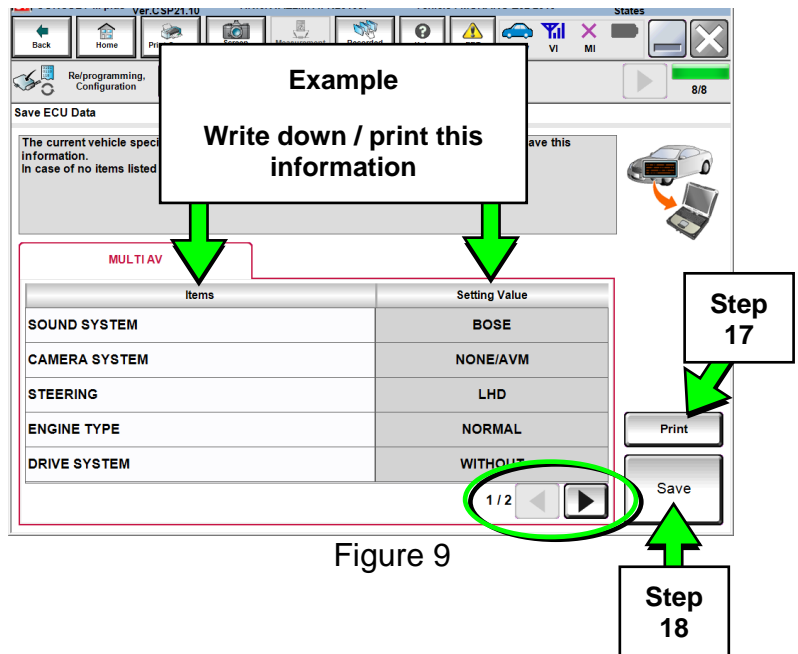 Ver.CSP21.10
States
Back
Home
Screen
Measurement
Recorded
VI
MI
Re/programming,
Configuration
8/8
Example
Write down / print this
information
Save ECU Data
The current vehicle speci
ave this
information.
In case of no items listed
MULTI AV
Items
Setting Value
SOUND SYSTEM
BOSE
CAMERA SYSTEM
NONE/AVM
STEERING
LHD
ENGINE TYPE
NORMAL
DRIVE SYSTEM
WITHOUT
1/2
Step
17
Print
Save
Figure 9
Step
18